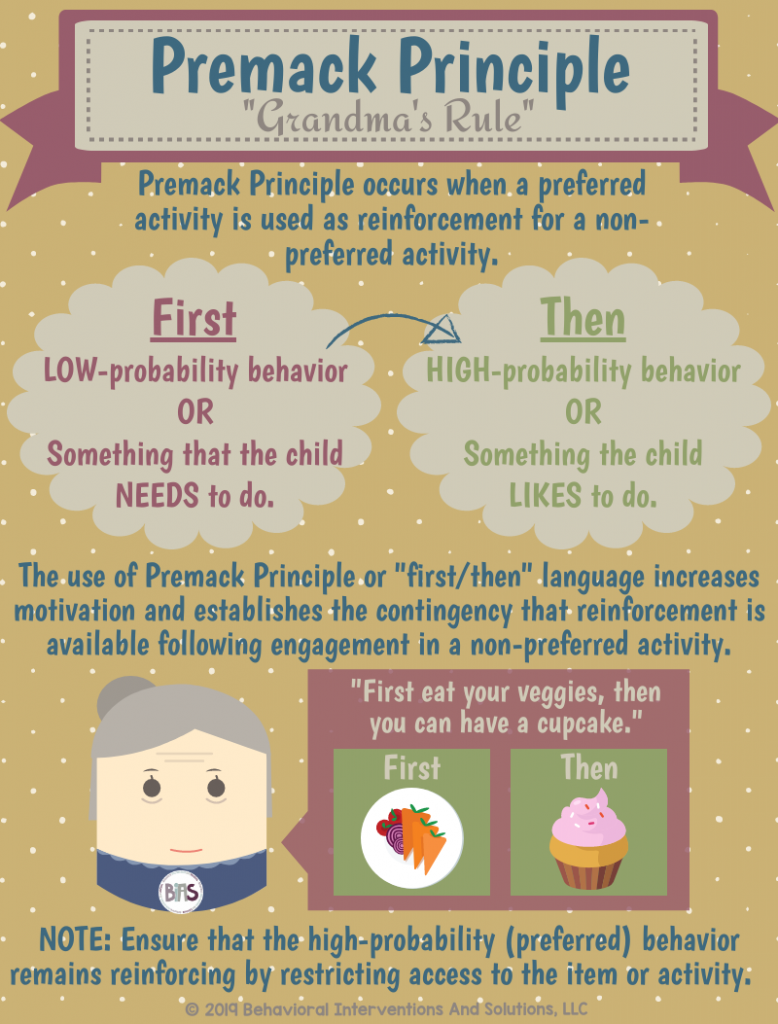 Premack Principle
"Grandma's Rule"
Premack Principle occurs when a preferred
activity is used as reinforcement for a non-
preferred activity.
First
LOW-probability behavior
OR
Something that the child
NEEDS to do.
Then
HIGH-probability behavior
OR
Something the child
LIKES to do.
The use of Premack Principle or "first/then" language increases
motivation and establishes the contingency that reinforcement is
available following engagement in a non-preferred activity.
"First eat your veggies, then
you can have a cupcake."
First
Then
BIAS
NOTE: Ensure that the high-probability (preferred) behavior
remains reinforcing by restricting access to the item or activity.
© 2019 Behavioral Interventions And Solutions, LLC